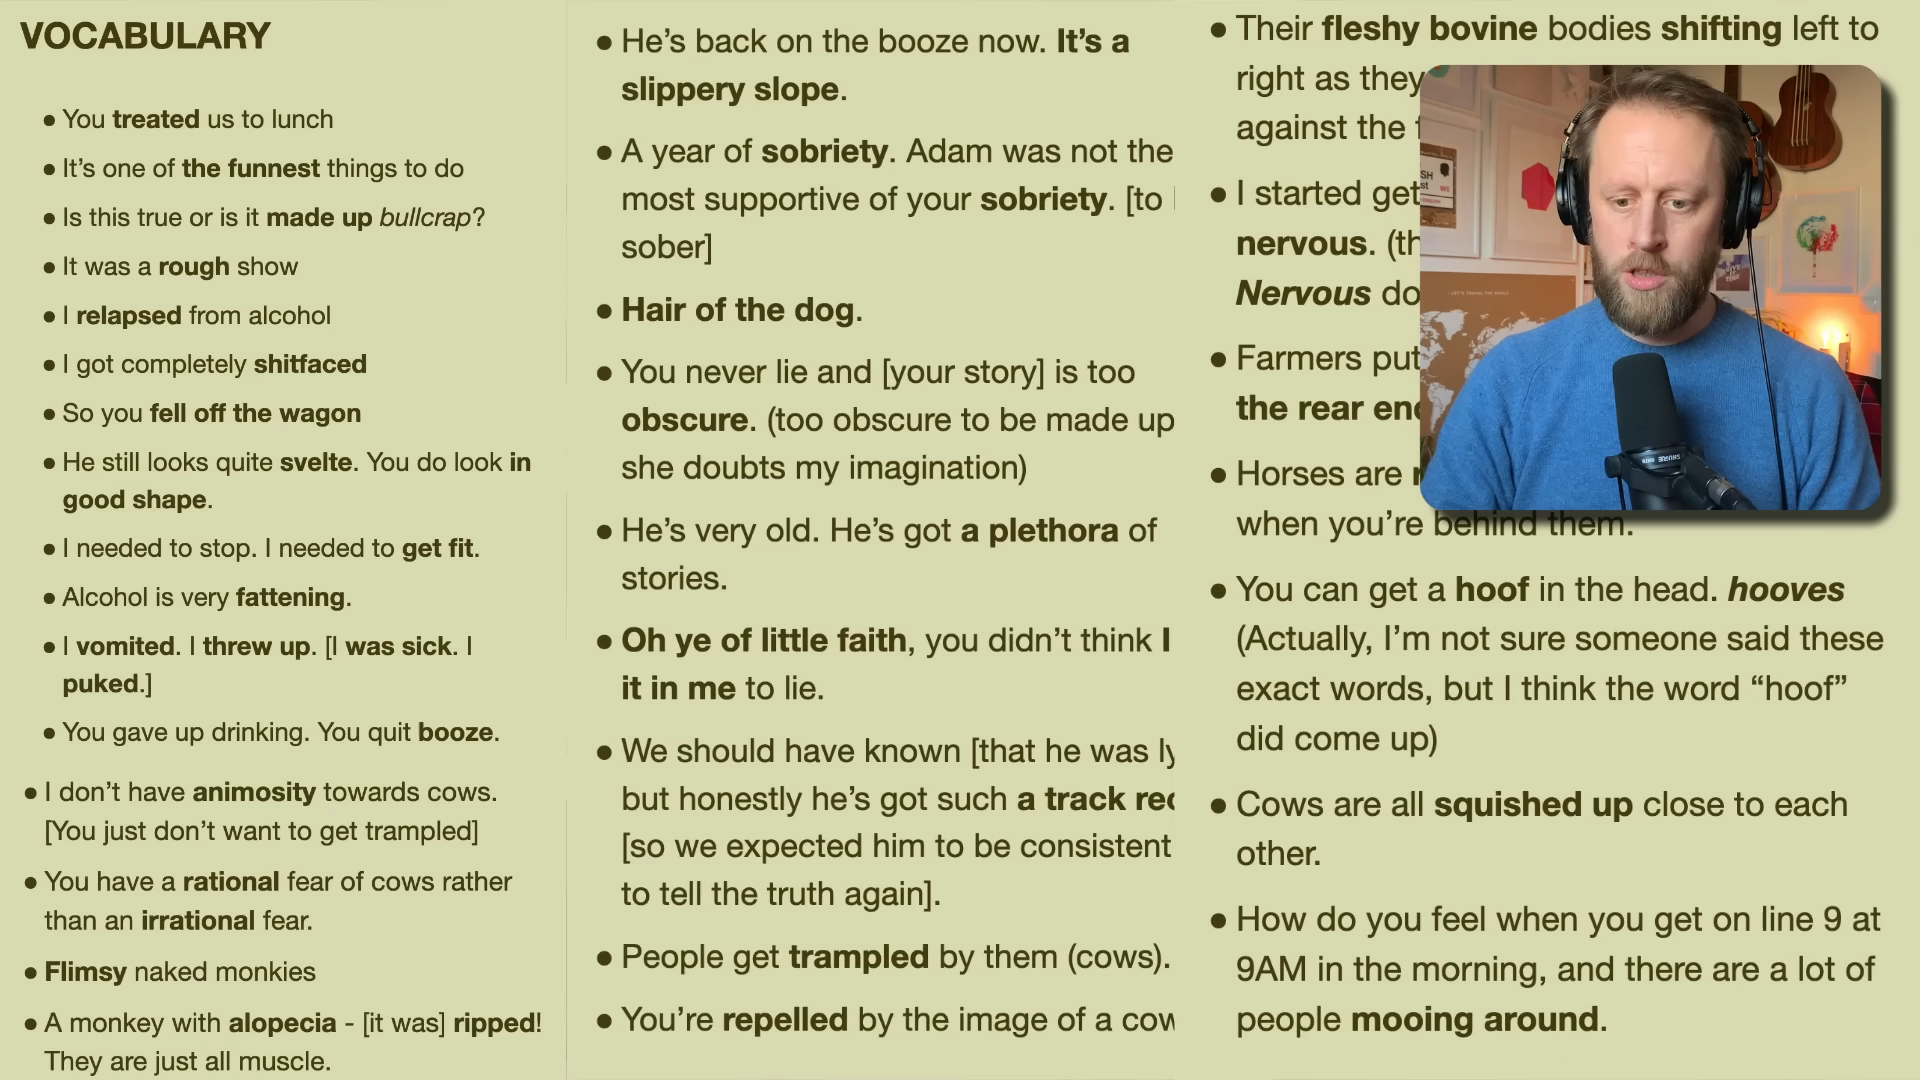 VOCABULARY
● You treated us to lunch
● It’s one of the funnest things to do
● Is this true or is it made up bullcrap?
● It was a rough show
● I relapsed from alcohol
● I got completely shitfaced
● So you fell off the wagon
● He still looks quite svelte. You do look in
good shape.
● I needed to stop. I needed to get fit.
● Alcohol is very fattening.
● I vomited. I threw up. [I was sick. I
puked.]
● You gave up drinking. You quit booze.
● I don’t have animosity towards cows.
[You just don’t want to get trampled]
● You have a rational fear of cows rather
than an irrational fear.
● Flimsy naked monkies
● A monkey with alopecia - [it was] ripped!
They are just all muscle.
● He’s back on the booze now. It’s a
slippery slope.
● A year of sobriety. Adam was not the
most supportive of your sobriety. [to
sober]
● Hair of the dog.
● You never lie and [your story] is too
obscure. (too obscure to be made up
she doubts my imagination)
● He’s very old. He’s got a plethora of
stories.
● Oh ye of little faith, you didn’t think I
it in me to lie.
● We should have known [that he was ly
but honestly he’s got such a track rec
[so we expected him to be consistent
to tell the truth again].
● People get trampled by them (cows).
● You’re repelled by the image of a cow
● Their fleshy bovine bodies shifting left to
right as they
against the
● I started get
nervous. (th
Nervous do
● Farmers put
the rear end
● Horses are
when you’re behind them.
● You can get a hoof in the head. hooves
(Actually, I’m not sure someone said these
exact words, but I think the word “hoof”
did come up)
● Cows are all squished up close to each
other.
● How do you feel when you get on line 9 at
9AM in the morning, and there are a lot of
people mooing around.
SHURE